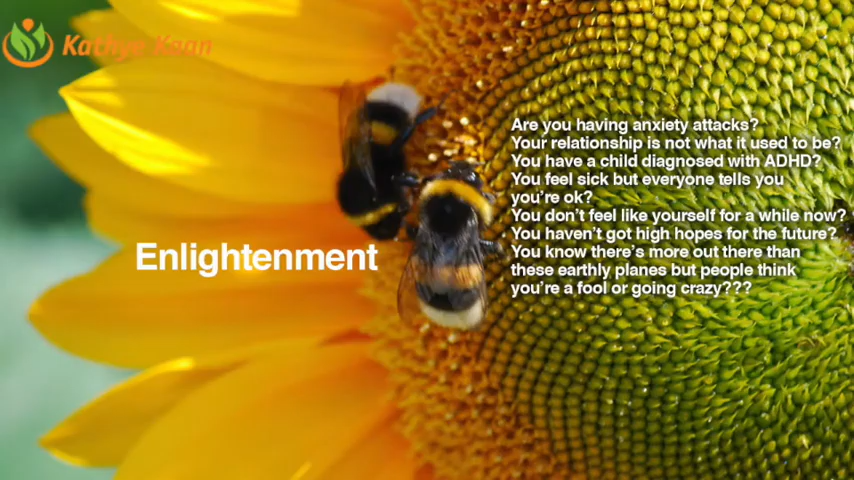 Kathye Kaan
Are you having anxiety attacks?
Your relationship is not what it used to be?
You have a child diagnosed with ADHD?
You feel sick but everyone tells you
you're ok?
You don't feel like yourself for a while now?
You haven't got high hopes for the future?
You know there's more out there than
these earthly planes but people think
you're a fool or going crazy???
Enlightenment